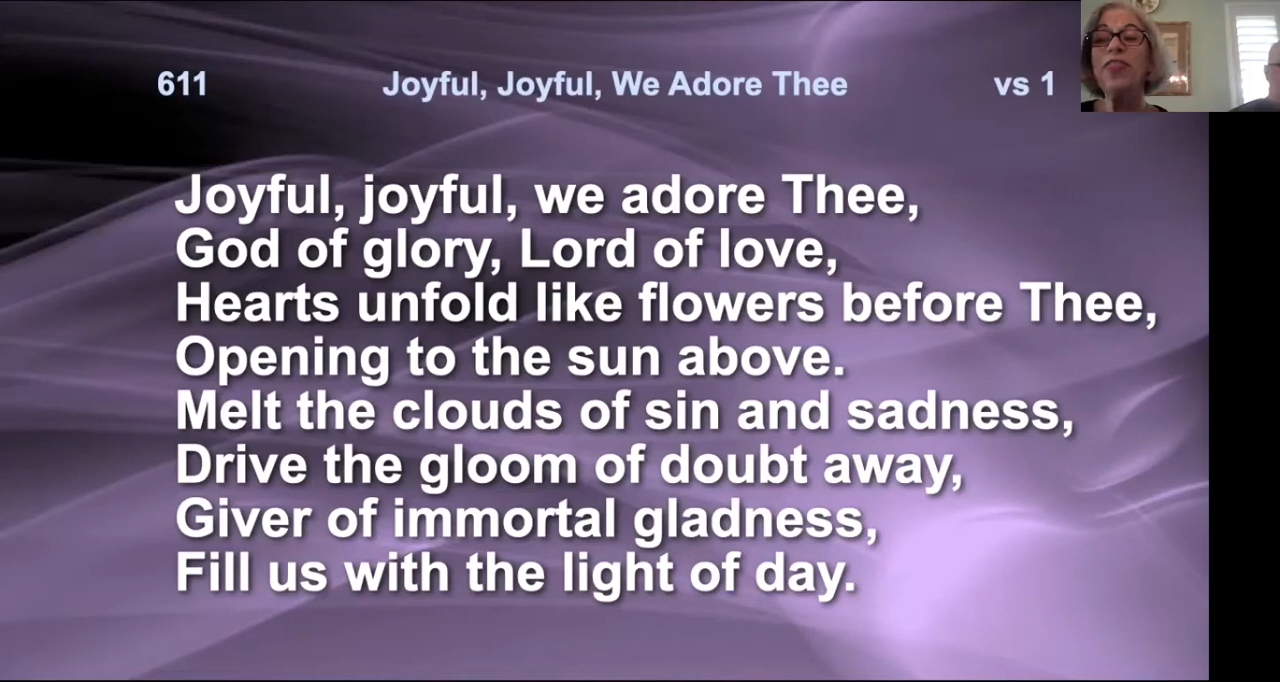 611 Joyful, Joyful, We Adore Thee vs 1
Joyful, joyful, we adore Thee,
God of glory, Lord of love,
Hearts unfold like flowers before Thee,
Opening to the sun above.
Melt the clouds of sin and sadness,
Drive the gloom of doubt away,
Giver of immortal gladness,
Fill us with the light of day.